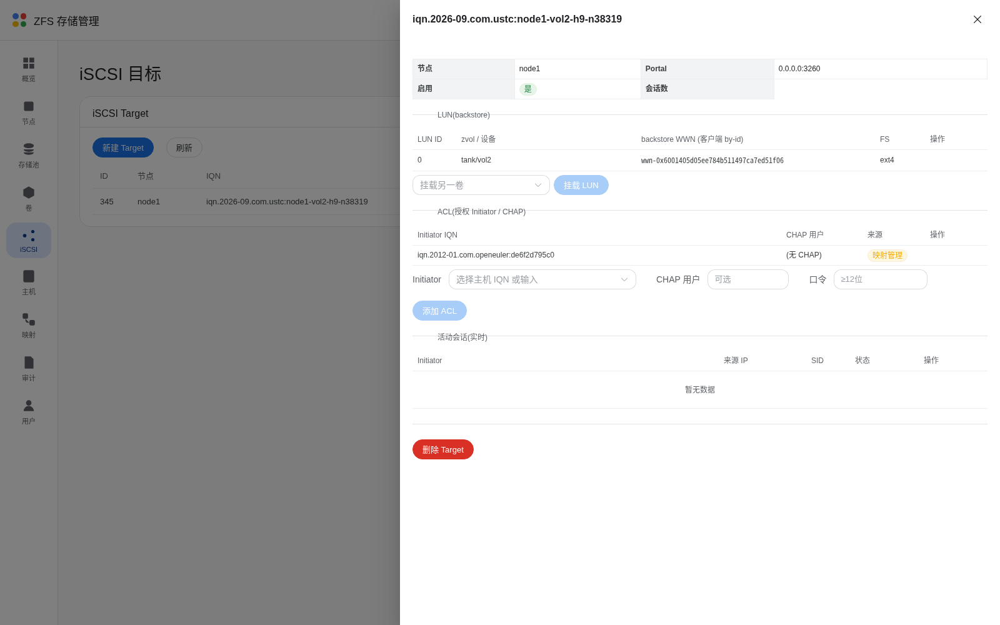 ZFS 存储管理
概览
节点
存储池
卷
iSCSI
主机
映射
审计
用户
iSCSI 目标
iSCSI Target
新建 Target 刷新
ID 节点 IQN
345 node1 iqn.2026-09.com.ustc:node1-vol2-h9-n38319
iqn.2026-09.com.ustc:node1-vol2-h9-n38319
节点 node1 Portal 0.0.0.0:3260
启用 是 会话数
LUN(backstore)
LUN ID zvol / 设备 backstore WWN (客户端 by-id) FS 操作
0 tank/vol2 wwn-0x6001405d05ee784b511497ca7ed51f06 ext4
挂载另一卷 挂载 LUN
ACL(授权 Initiator / CHAP)
Initiator IQN CHAP 用户 来源 操作
iqn.2012-01.com.openeuler:de6f2d795c0 (无 CHAP) 映射管理
Initiator 选择主机 IQN 或输入 CHAP 用户 可选 口令 ≥12位
添加 ACL
活动会话(实时)
Initiator 来源 IP SID 状态 操作
暂无数据
删除 Target